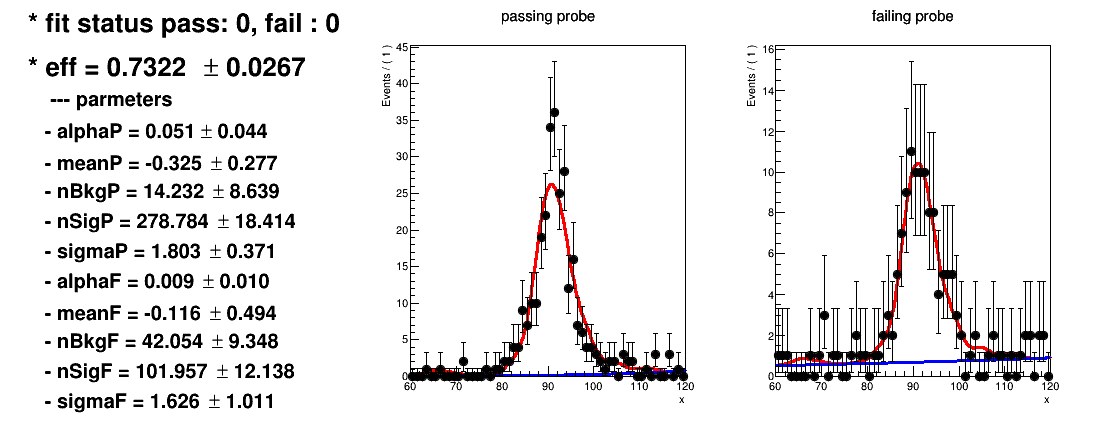 * fit status pass: 0, fail : 0
* eff = 0.7322 ± 0.0267
--- parmeters
- alphaP = 0.051 ± 0.044
- meanP = -0.325 ± 0.277
- nBkgP = 14.232 ± 8.639
- nSigP = 278.784 ± 18.414
- sigmaP = 1.803 ± 0.371
- alphaF = 0.009 ± 0.010
- meanF = -0.116 ± 0.494
- nBkgF = 42.054 ± 9.348
- nSigF = 101.957 ± 12.138
- sigmaF = 1.626 ± 1.011
passing probe
Events / ( 1 )
45
40
35
30
25
20
15
10
5
0
60 70 80 90 100 110 120
x
failing probe
Events / ( 1 )
16
14
12
10
8
6
4
2
0
60 70 80 90 100 110 120
x